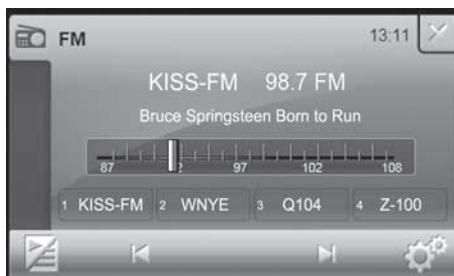 FM 13:11
KISS-FM 98.7 FM
Bruce Springsteen Born to Run
87 2 97 102 108
1 KISS-FM 2 WNYE 3 Q104 4 Z-100